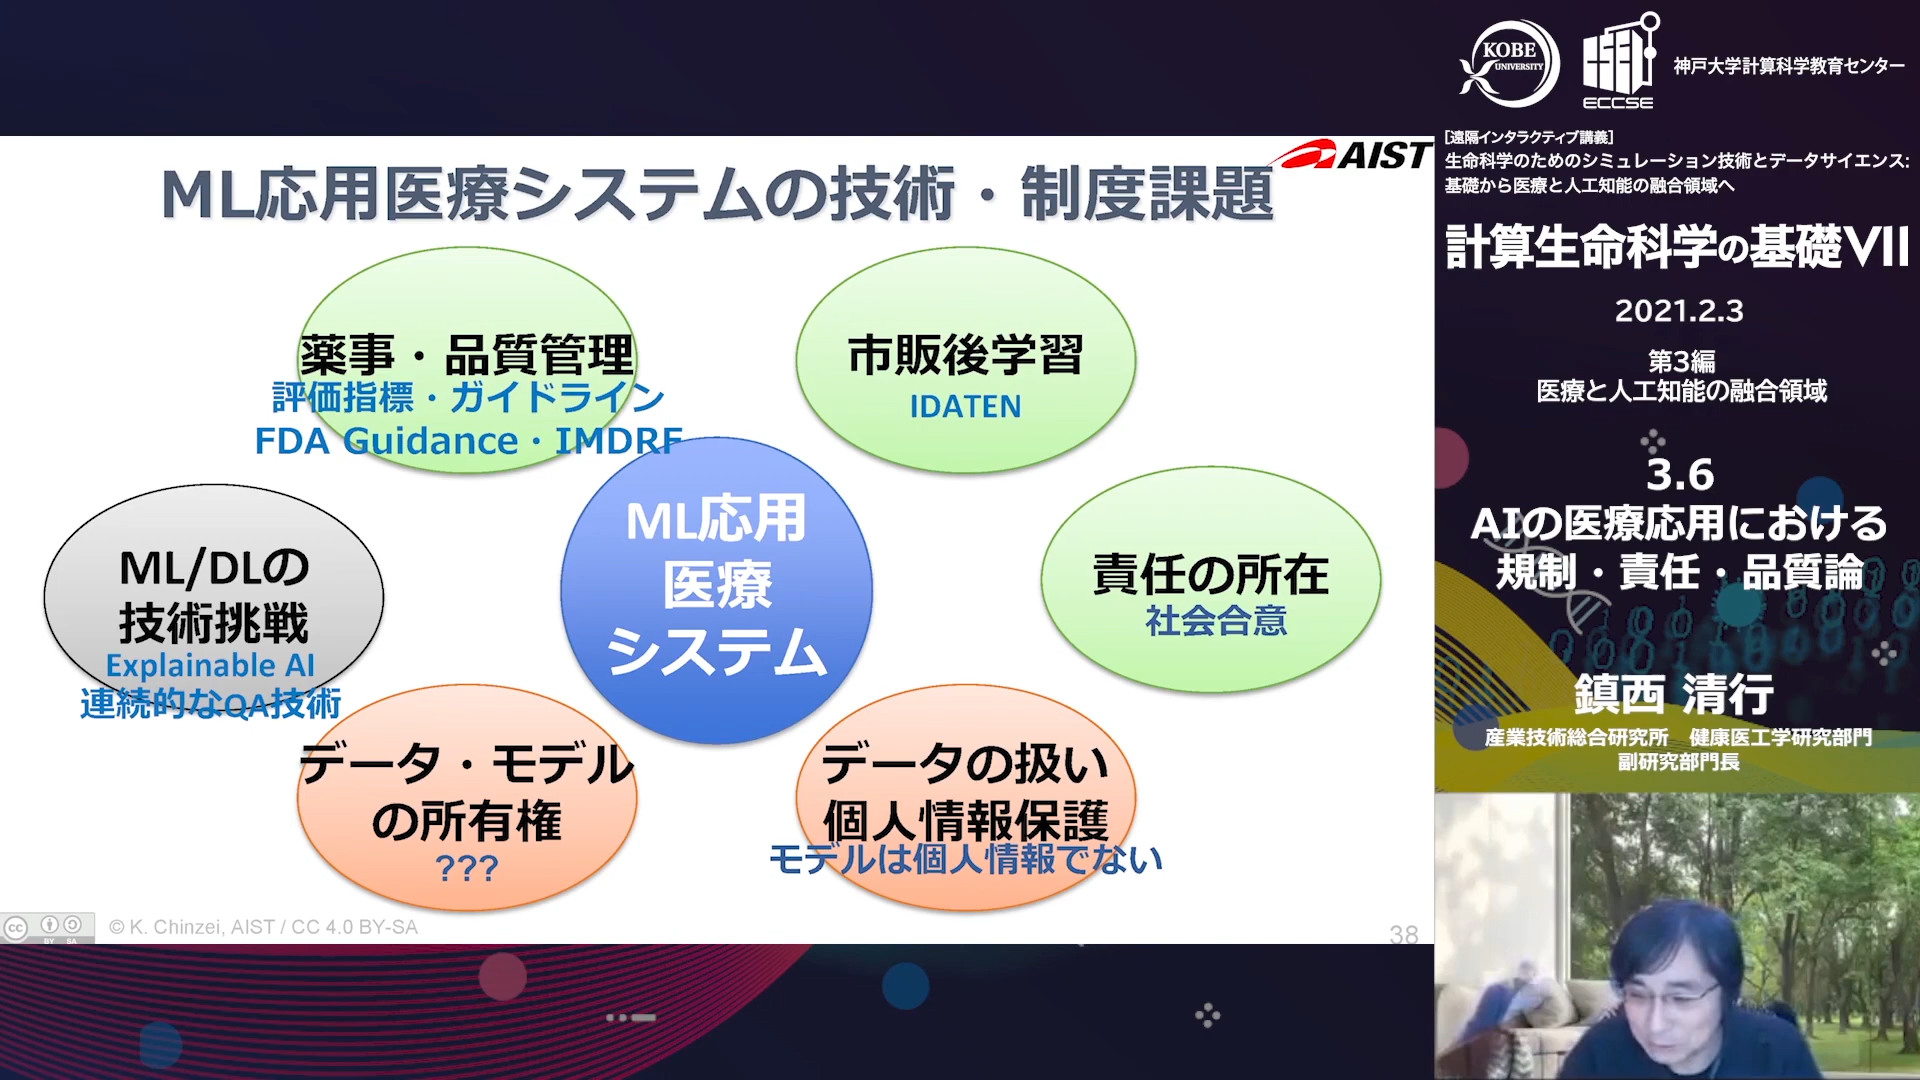 ML応用医療システムの技術・制度課題
AIST
薬事・品質管理
評価指標・ガイドライン
FDA Guidance・IMDRF
市販後学習
IDATEN
ML/DLの
技術挑戦
Explainable AI
連続的なQA技術
ML応用
医療
システム
責任の所在
社会合意
データ・モデル
の所有権
???
データの扱い
個人情報保護
モデルは個人情報でない
cc
BY SA
© K. Chinzei, AIST / CC 4.0 BY-SA
38
KOBE
UNIVERSITY
ECCSE
神戸大学計算科学教育センター
[遠隔インタラクティブ講義]
生命科学のためのシミュレーション技術とデータサイエンス:
基礎から医療と人工知能の融合領域へ
計算生命科学の基礎VII
2021.2.3
第3編
医療と人工知能の融合領域
3.6
AIの医療応用における
規制・責任・品質論
鎮西 清行
産業技術総合研究所 健康医工学研究部門
副研究部門長